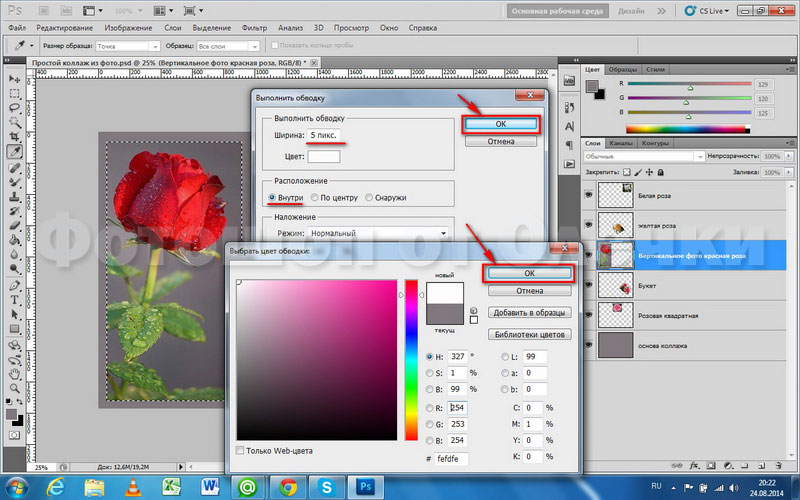 Ps
25%
Основная рабочая среда
Дизайн
CS Live
Файл Редактирование Изображение Слои Выделение Фильтр Анализ 3D Просмотр Окно Справка
Размер образца: Точка Образец: Все слои Показать кольцо пробы
Простой коллаж из фото.psd @ 25% (Вертикальное фото красная роза, RGB/8) *
Выполнить обводку
Выполнить обводку
Ширина: 5 пикс.
Цвет:
OK
Отмена
Расположение
Внутри По центру Снаружи
Наложение
Режим: Нормальный
Выбрать цвет обводки:
новый
текущ
OK
Отмена
Добавить в образцы
Библиотеки цветов
H: 327 °
S: 1 %
B: 99 %
R: 254
G: 253
B: 254
# fefdfe
L: 99
a: 0
b: 0
C: 0 %
M: 1 %
Y: 0 %
K: 0 %
Только Web-цвета
Цвет Образцы Стили
R 129
G 120
B 125
Слои Каналы Контуры
Обычные Непрозрачность: 100%
Закрепить: Заливка: 100%
Белая роза
желтая роза
Вертикальное фото красная роза
Букет
Розовая квадратная
основа коллажа
25% Док: 12,6M/19,2M
RU
20:22
24.08.2014